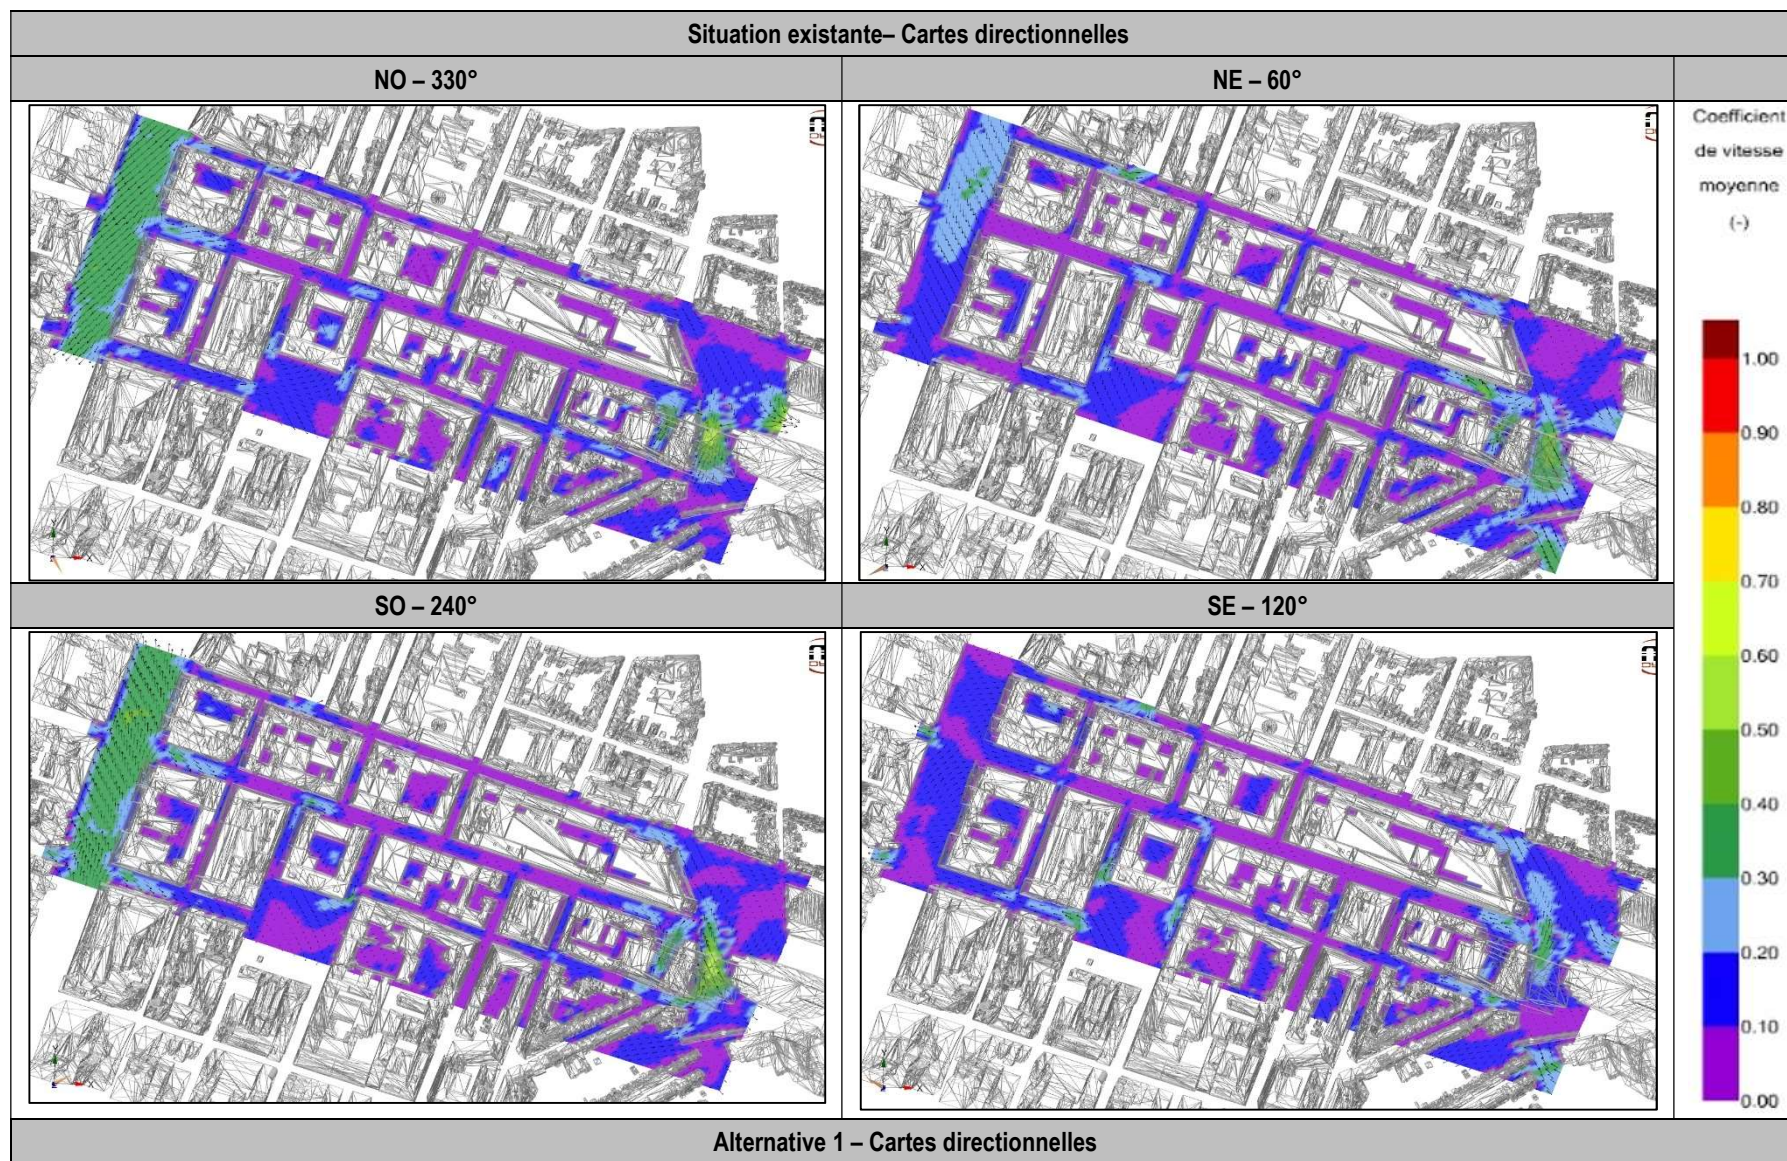 Situation existante– Cartes directionnelles
NO – 330°
NE – 60°
Coefficient
de vitesse
moyenne
(-)
1.00
0.90
0.80
0.70
0.60
0.50
0.40
0.30
0.20
0.10
0.00
SO – 240°
SE – 120°
Alternative 1 – Cartes directionnelles